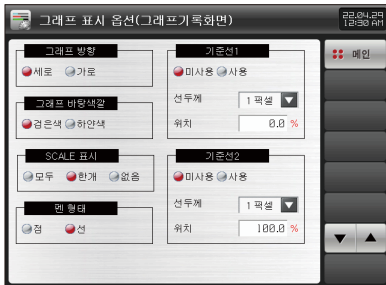 그래프 표시 옵션(그래프기록화면)
22.04.29
12:30 AM
메인
그래프 방향
세로 가로
그래프 바탕색깔
검은색 하얀색
SCALE 표시
모두 한개 없음
펜 형태
점 선
기준선1
미사용 사용
선두께 1 픽셀
위치 0.0 %
기준선2
미사용 사용
선두께 1 픽셀
위치 100.0 %